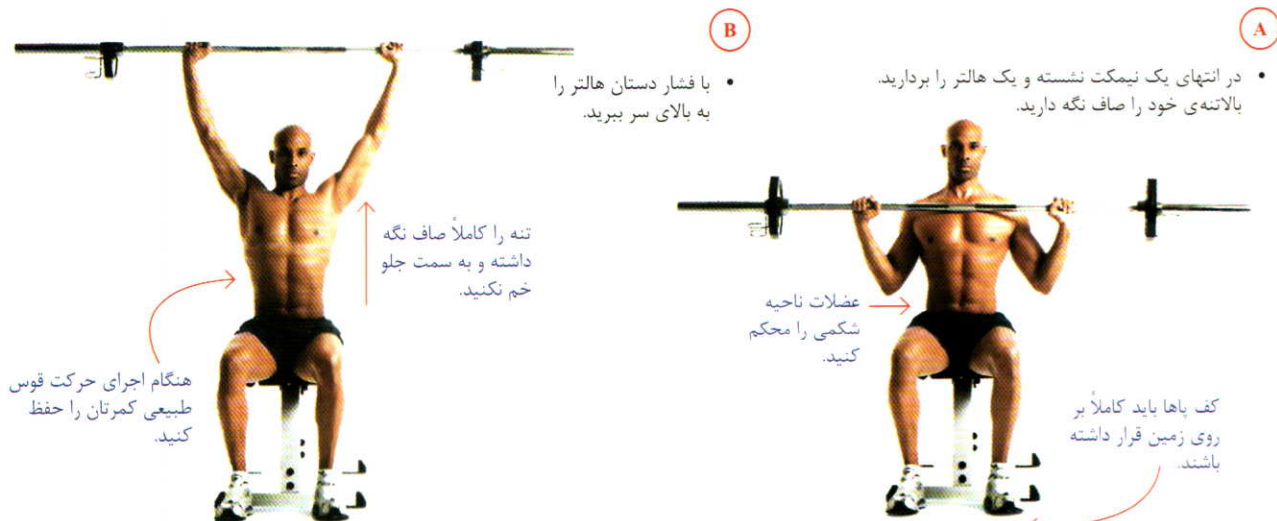 A
• در انتهای یک نیمکت نشسته و یک هالتر را بردارید.
بالاتنه‌ی خود را صاف نگه دارید.
عضلات ناحیه
شکمی را محکم
کنید.
کف پاها باید کاملاً بر
روی زمین قرار داشته
باشند.
B
• با فشار دستان هالتر را
به بالای سر ببرید.
تنه را کاملاً صاف نگه
داشته و به سمت جلو
خم نکنید.
هنگام اجرای حرکت قوس
طبیعی کمرتان را حفظ
کنید.